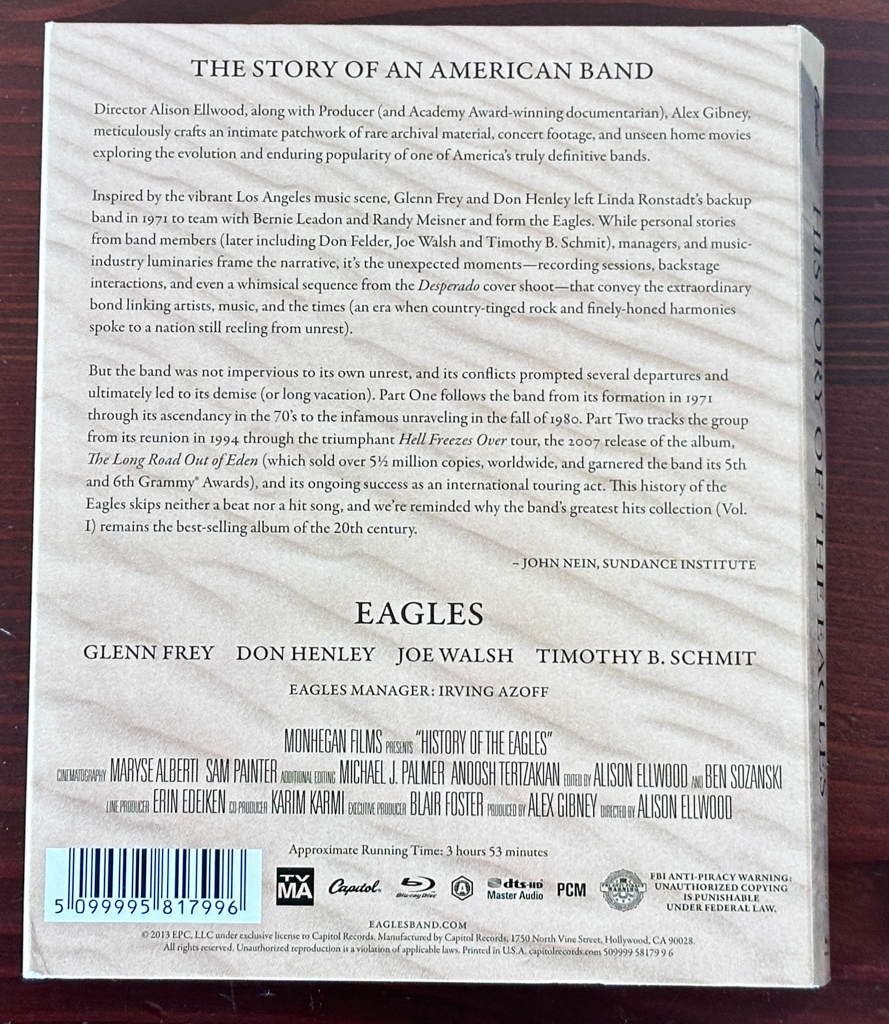 THE STORY OF AN AMERICAN BAND
Director Alison Ellwood, along with Producer (and Academy Award-winning documentarian), Alex Gibney,
meticulously crafts an intimate patchwork of rare archival material, concert footage, and unseen home movies
exploring the evolution and enduring popularity of one of America's truly definitive bands.
Inspired by the vibrant Los Angeles music scene, Glenn Frey and Don Henley left Linda Ronstadt's backup
band in 1971 to team with Bernie Leadon and Randy Meisner and form the Eagles. While personal stories
from band members (later including Don Felder, Joe Walsh and Timothy B. Schmit), managers, and music-
industry luminaries frame the narrative, it's the unexpected moments—recording sessions, backstage
interactions, and even a whimsical sequence from the Desperado cover shoot—that convey the extraordinary
bond linking artists, music, and the times (an era when country-tinged rock and finely-honed harmonies
spoke to a nation still reeling from unrest).
But the band was not impervious to its own unrest, and its conflicts prompted several departures and
ultimately led to its demise (or long vacation). Part One follows the band from its formation in 1971
through its ascendancy in the 70's to the infamous unraveling in the fall of 1980. Part Two tracks the group
from its reunion in 1994 through the triumphant Hell Freezes Over tour, the 2007 release of the album,
The Long Road Out of Eden (which sold over 5½ million copies, worldwide, and garnered the band its 5th
and 6th Grammy® Awards), and its ongoing success as an international touring act. This history of the
Eagles skips neither a beat nor a hit song, and we're reminded why the band's greatest hits collection (Vol.
I) remains the best-selling album of the 20th century.
– JOHN NEIN, SUNDANCE INSTITUTE
EAGLES
GLENN FREY DON HENLEY JOE WALSH TIMOTHY B. SCHMIT
EAGLES MANAGER: IRVING AZOFF
MONHEGAN FILMS PRESENTS "HISTORY OF THE EAGLES"
CINEMATOGRAPHY MARYSE ALBERTI SAM PAINTER ADDITIONAL EDITING MICHAEL J. PALMER ANOOSH TERTZAKIAN EDITED BY ALISON ELLWOOD AND BEN SOZANSKI
LINE PRODUCER ERIN EDEIKEN CO PRODUCER KARIM KARMI EXECUTIVE PRODUCER BLAIR FOSTER PRODUCED BY ALEX GIBNEY DIRECTED BY ALISON ELLWOOD
Approximate Running Time: 3 hours 53 minutes
5 099995 817996
TV MA
Capitol
Blu-ray Disc
A
dts-HD Master Audio
PCM
FBI ANTI-PIRACY WARNING:
UNAUTHORIZED COPYING
IS PUNISHABLE
UNDER FEDERAL LAW.
EAGLESBAND.COM
© 2013 EPC, LLC under exclusive license to Capitol Records. Manufactured by Capitol Records, 1750 North Vine Street, Hollywood, CA 90028.
All rights reserved. Unauthorized reproduction is a violation of applicable laws. Printed in U.S.A. capitolrecords.com 509999 58179 9 6
HISTORY OF THE EAGLES